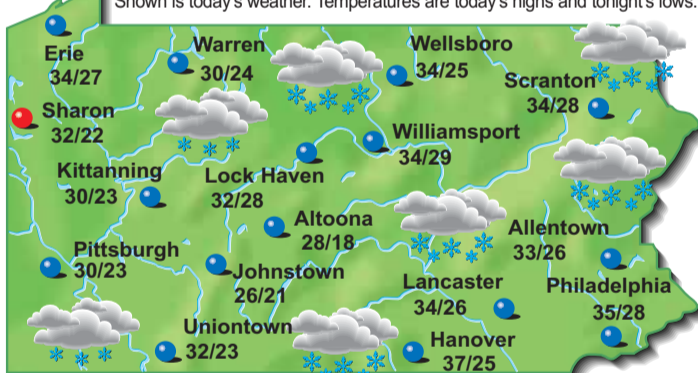 Shown is today's weather. Temperatures are today's highs and tonight's lows.
Erie
34/27
Warren
30/24
Wellsboro
34/25
Scranton
34/28
Sharon
32/22
Williamsport
34/29
Kittanning
30/23
Lock Haven
32/28
Altoona
28/18
Allentown
33/26
Pittsburgh
30/23
Johnstown
26/21
Lancaster
34/26
Philadelphia
35/28
Uniontown
32/23
Hanover
37/25